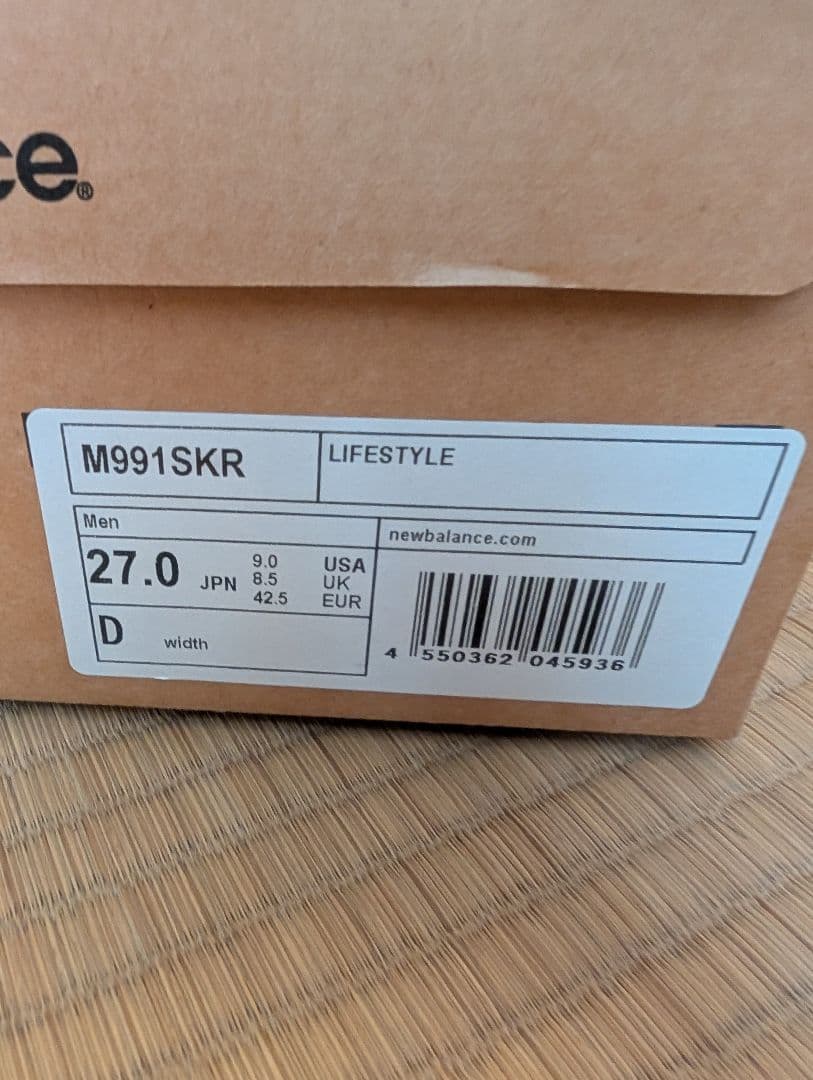 ce®
M991SKR
LIFESTYLE
Men
newbalance.com
27.0 JPN
9.0 USA
8.5 UK
42.5 EUR
D width
4 550362 045936